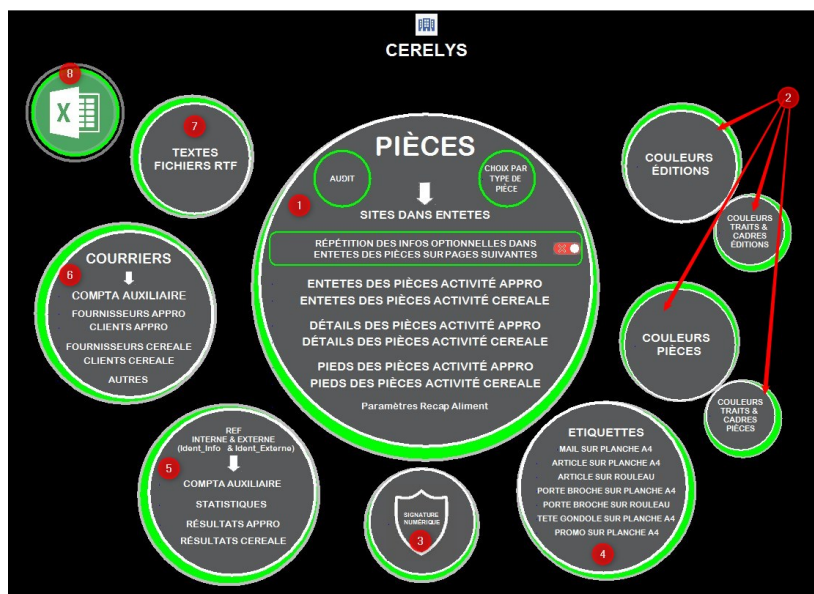 CERELYS
8
X
7
TEXTES
FICHIERS RTF
PIÈCES
AUDIT
CHOIX PAR
TYPE DE
PIÈCE
1
SITES DANS ENTETES
RÉPÉTITION DES INFOS OPTIONNELLES DANS
ENTETES DES PIÈCES SUR PAGES SUIVANTES
ENTETES DES PIÈCES ACTIVITÉ APPRO
ENTETES DES PIÈCES ACTIVITÉ CEREALE
DÉTAILS DES PIÈCES ACTIVITÉ APPRO
DÉTAILS DES PIÈCES ACTIVITÉ CEREALE
PIEDS DES PIÈCES ACTIVITÉ APPRO
PIEDS DES PIÈCES ACTIVITÉ CEREALE
Paramètres Recap Aliment
2
COULEURS
ÉDITIONS
COULEURS
TRAITS &
CADRES
ÉDITIONS
COULEURS
PIÈCES
COULEURS
TRAITS &
CADRES
PIÈCES
COURRIERS
6
COMPTA AUXILIAIRE
FOURNISSEURS APPRO
CLIENTS APPRO
FOURNISSEURS CEREALE
CLIENTS CEREALE
AUTRES
REF
INTERNE & EXTERNE
(Ident_Info & Ident_Externe)
5
COMPTA AUXILIAIRE
STATISTIQUES
RÉSULTATS APPRO
RÉSULTATS CEREALE
SIGNATURE
NUMÉRIQUE
3
ETIQUETTES
MAIL SUR PLANCHE A4
ARTICLE SUR PLANCHE A4
ARTICLE SUR ROULEAU
PORTE BROCHE SUR PLANCHE A4
PORTE BROCHE SUR ROULEAU
TETE GONDOLE SUR PLANCHE A4
PROMO SUR PLANCHE A4
4